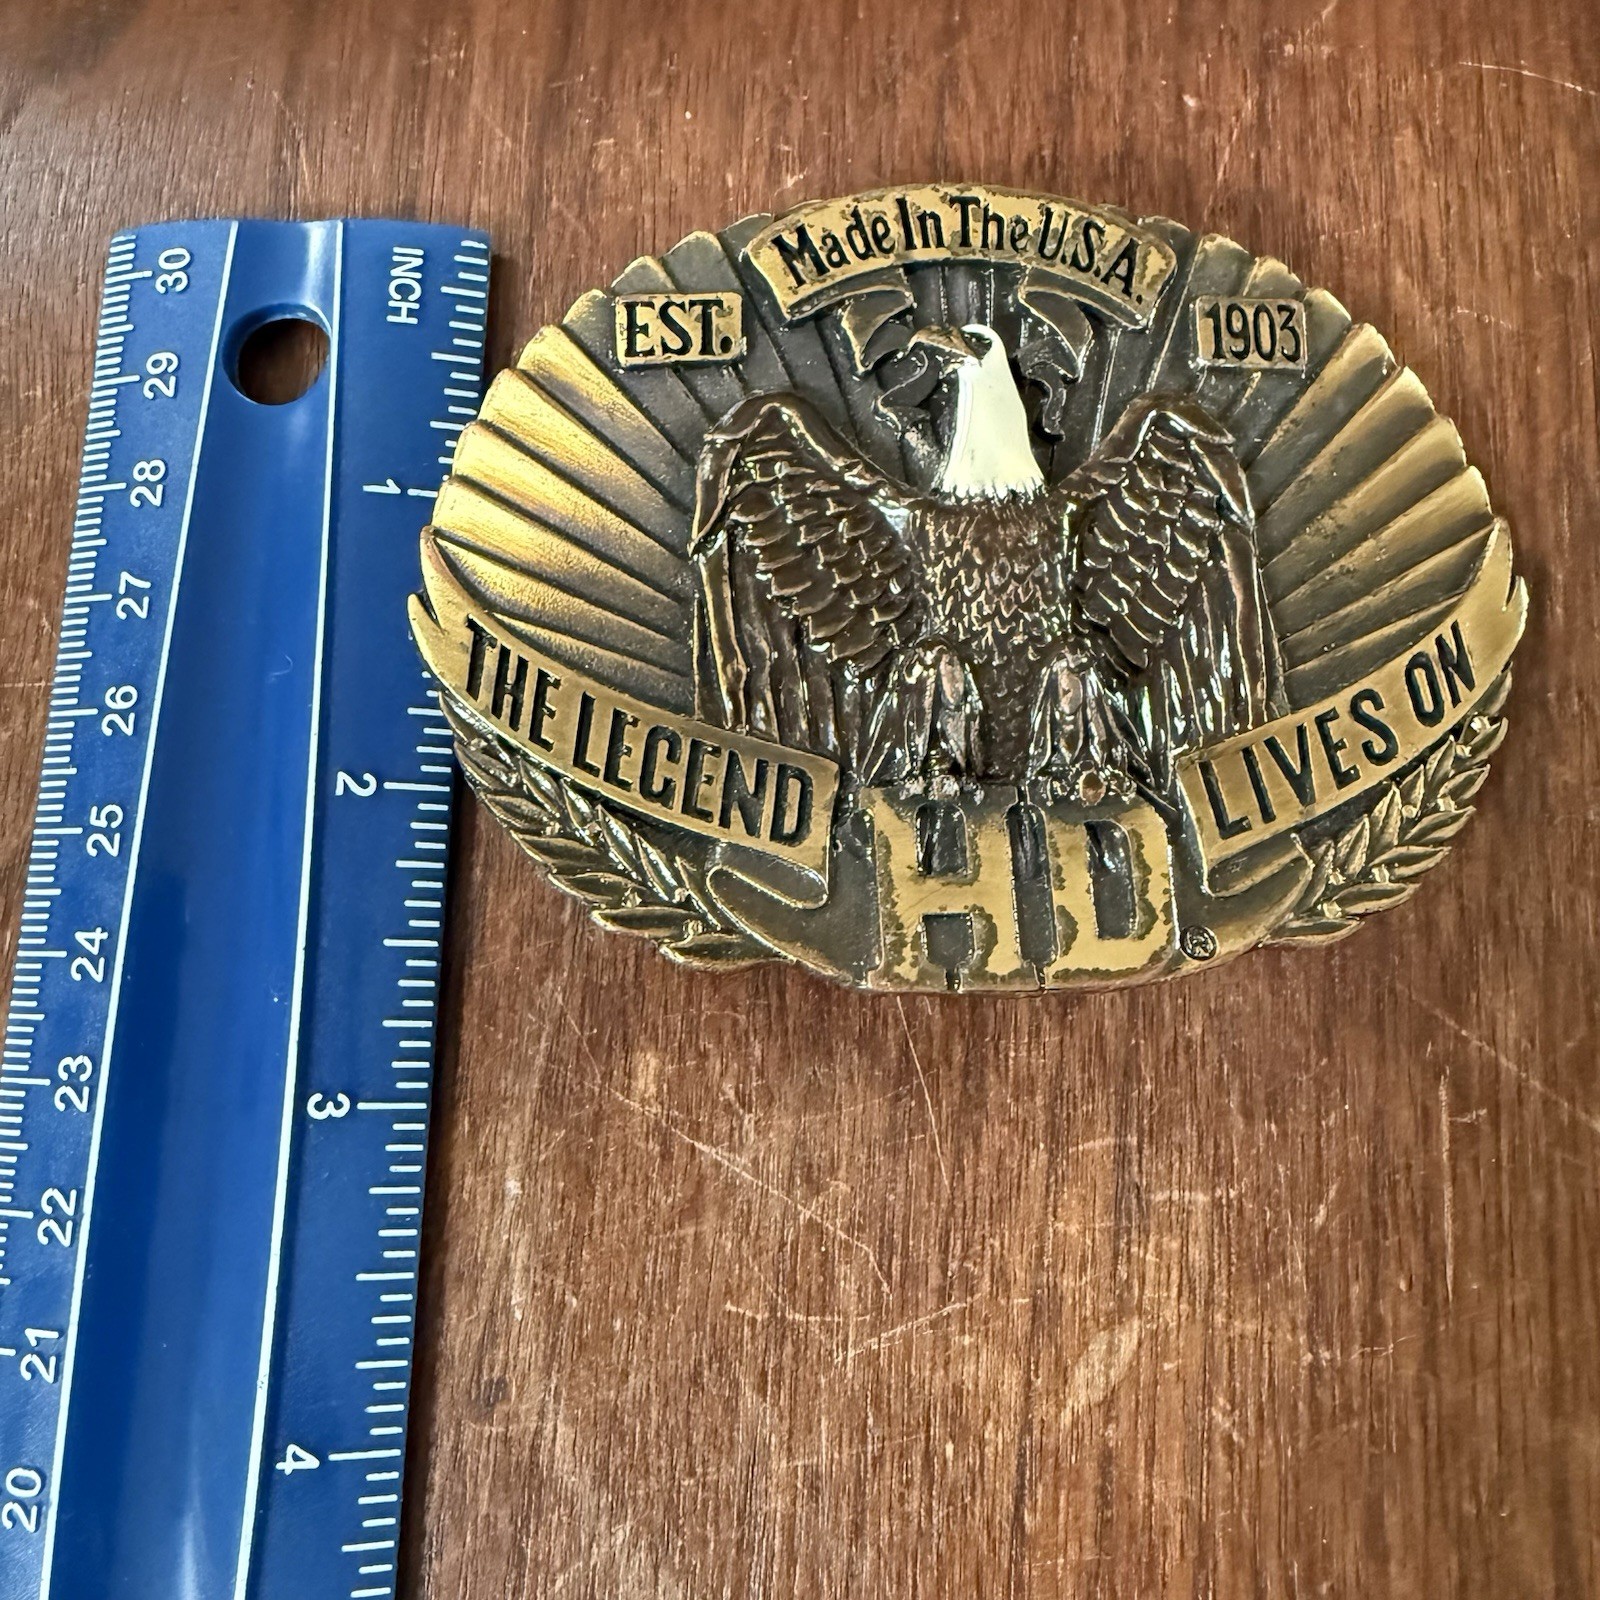 Made In The U.S.A.
EST.
1903
THE LEGEND
LIVES ON
HD
®
INCH
1
2
3
4
30
29
28
27
26
25
24
23
22
21
20